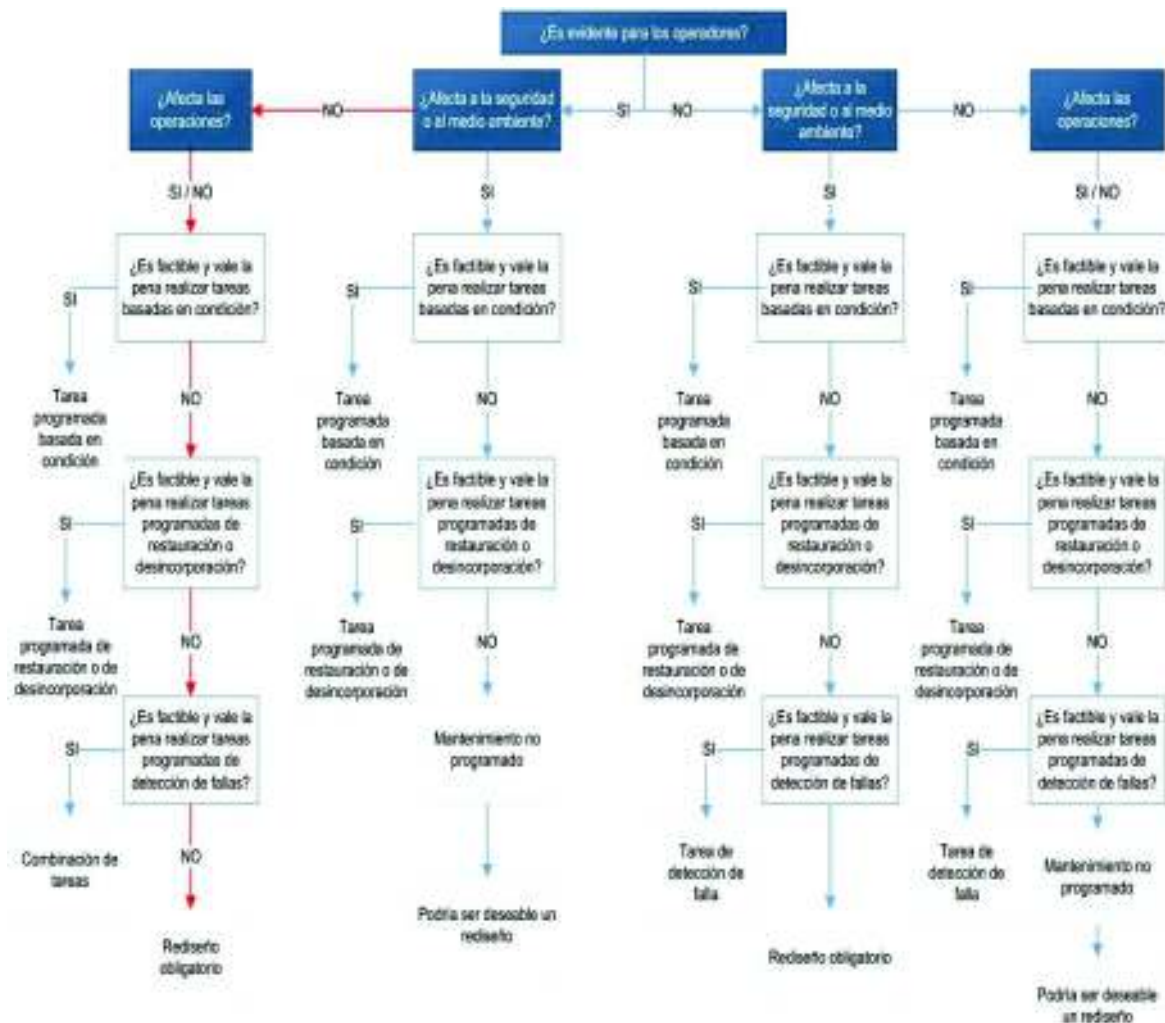 ¿Es evidente para los operadores?
¿Afecta las
operaciones?
NO
¿Afecta a la seguridad
o al medio ambiente?
SI
NO
¿Afecta a la
seguridad o al medio
ambiente?
NO
¿Afecta las
operaciones?
SI / NO
SI
SI
SI / NO
¿Es factible y vale la
pena realizar tareas
basadas en condición?
SI
¿Es factible y vale la
pena realizar tareas
basadas en condición?
SI
¿Es factible y vale la
pena realizar tareas
basadas en condición?
SI
¿Es factible y vale la
pena realizar tareas
basadas en condición?
SI
Tarea
programada
basada en
condición
NO
Tarea
programada
basada en
condición
NO
Tarea
programada
basada en
condición
NO
Tarea
programada
basada en
condición
NO
¿Es factible y vale la
pena realizar tareas
programadas de
restauración o
desincorporación?
SI
¿Es factible y vale la
pena realizar tareas
programadas de
restauración o
desincorporación?
SI
¿Es factible y vale la
pena realizar tareas
programadas de
restauración o
desincorporación?
SI
¿Es factible y vale la
pena realizar tareas
programadas de
restauración o
desincorporación?
SI
Tarea
programada de
restauración o de
desincorporación
NO
Tarea
programada de
restauración o de
desincorporación
NO
Tarea
programada de
restauración o de
desincorporación
NO
Tarea
programada de
restauración o de
desincorporación
NO
¿Es factible y vale la
pena realizar tareas
programadas de
detección de fallas?
SI
Mantenimiento no
programado
¿Es factible y vale la
pena realizar tareas
programadas de
detección de fallas?
SI
¿Es factible y vale la
pena realizar tareas
programadas de
detección de fallas?
SI
Combinación de
tareas
NO
Tarea de
detección de
falla
Tarea de
detección de
falla
Mantenimiento no
programado
Rediseño
obligatorio
Podría ser deseable un
rediseño
Rediseño obligatorio
Podría ser deseable
un rediseño